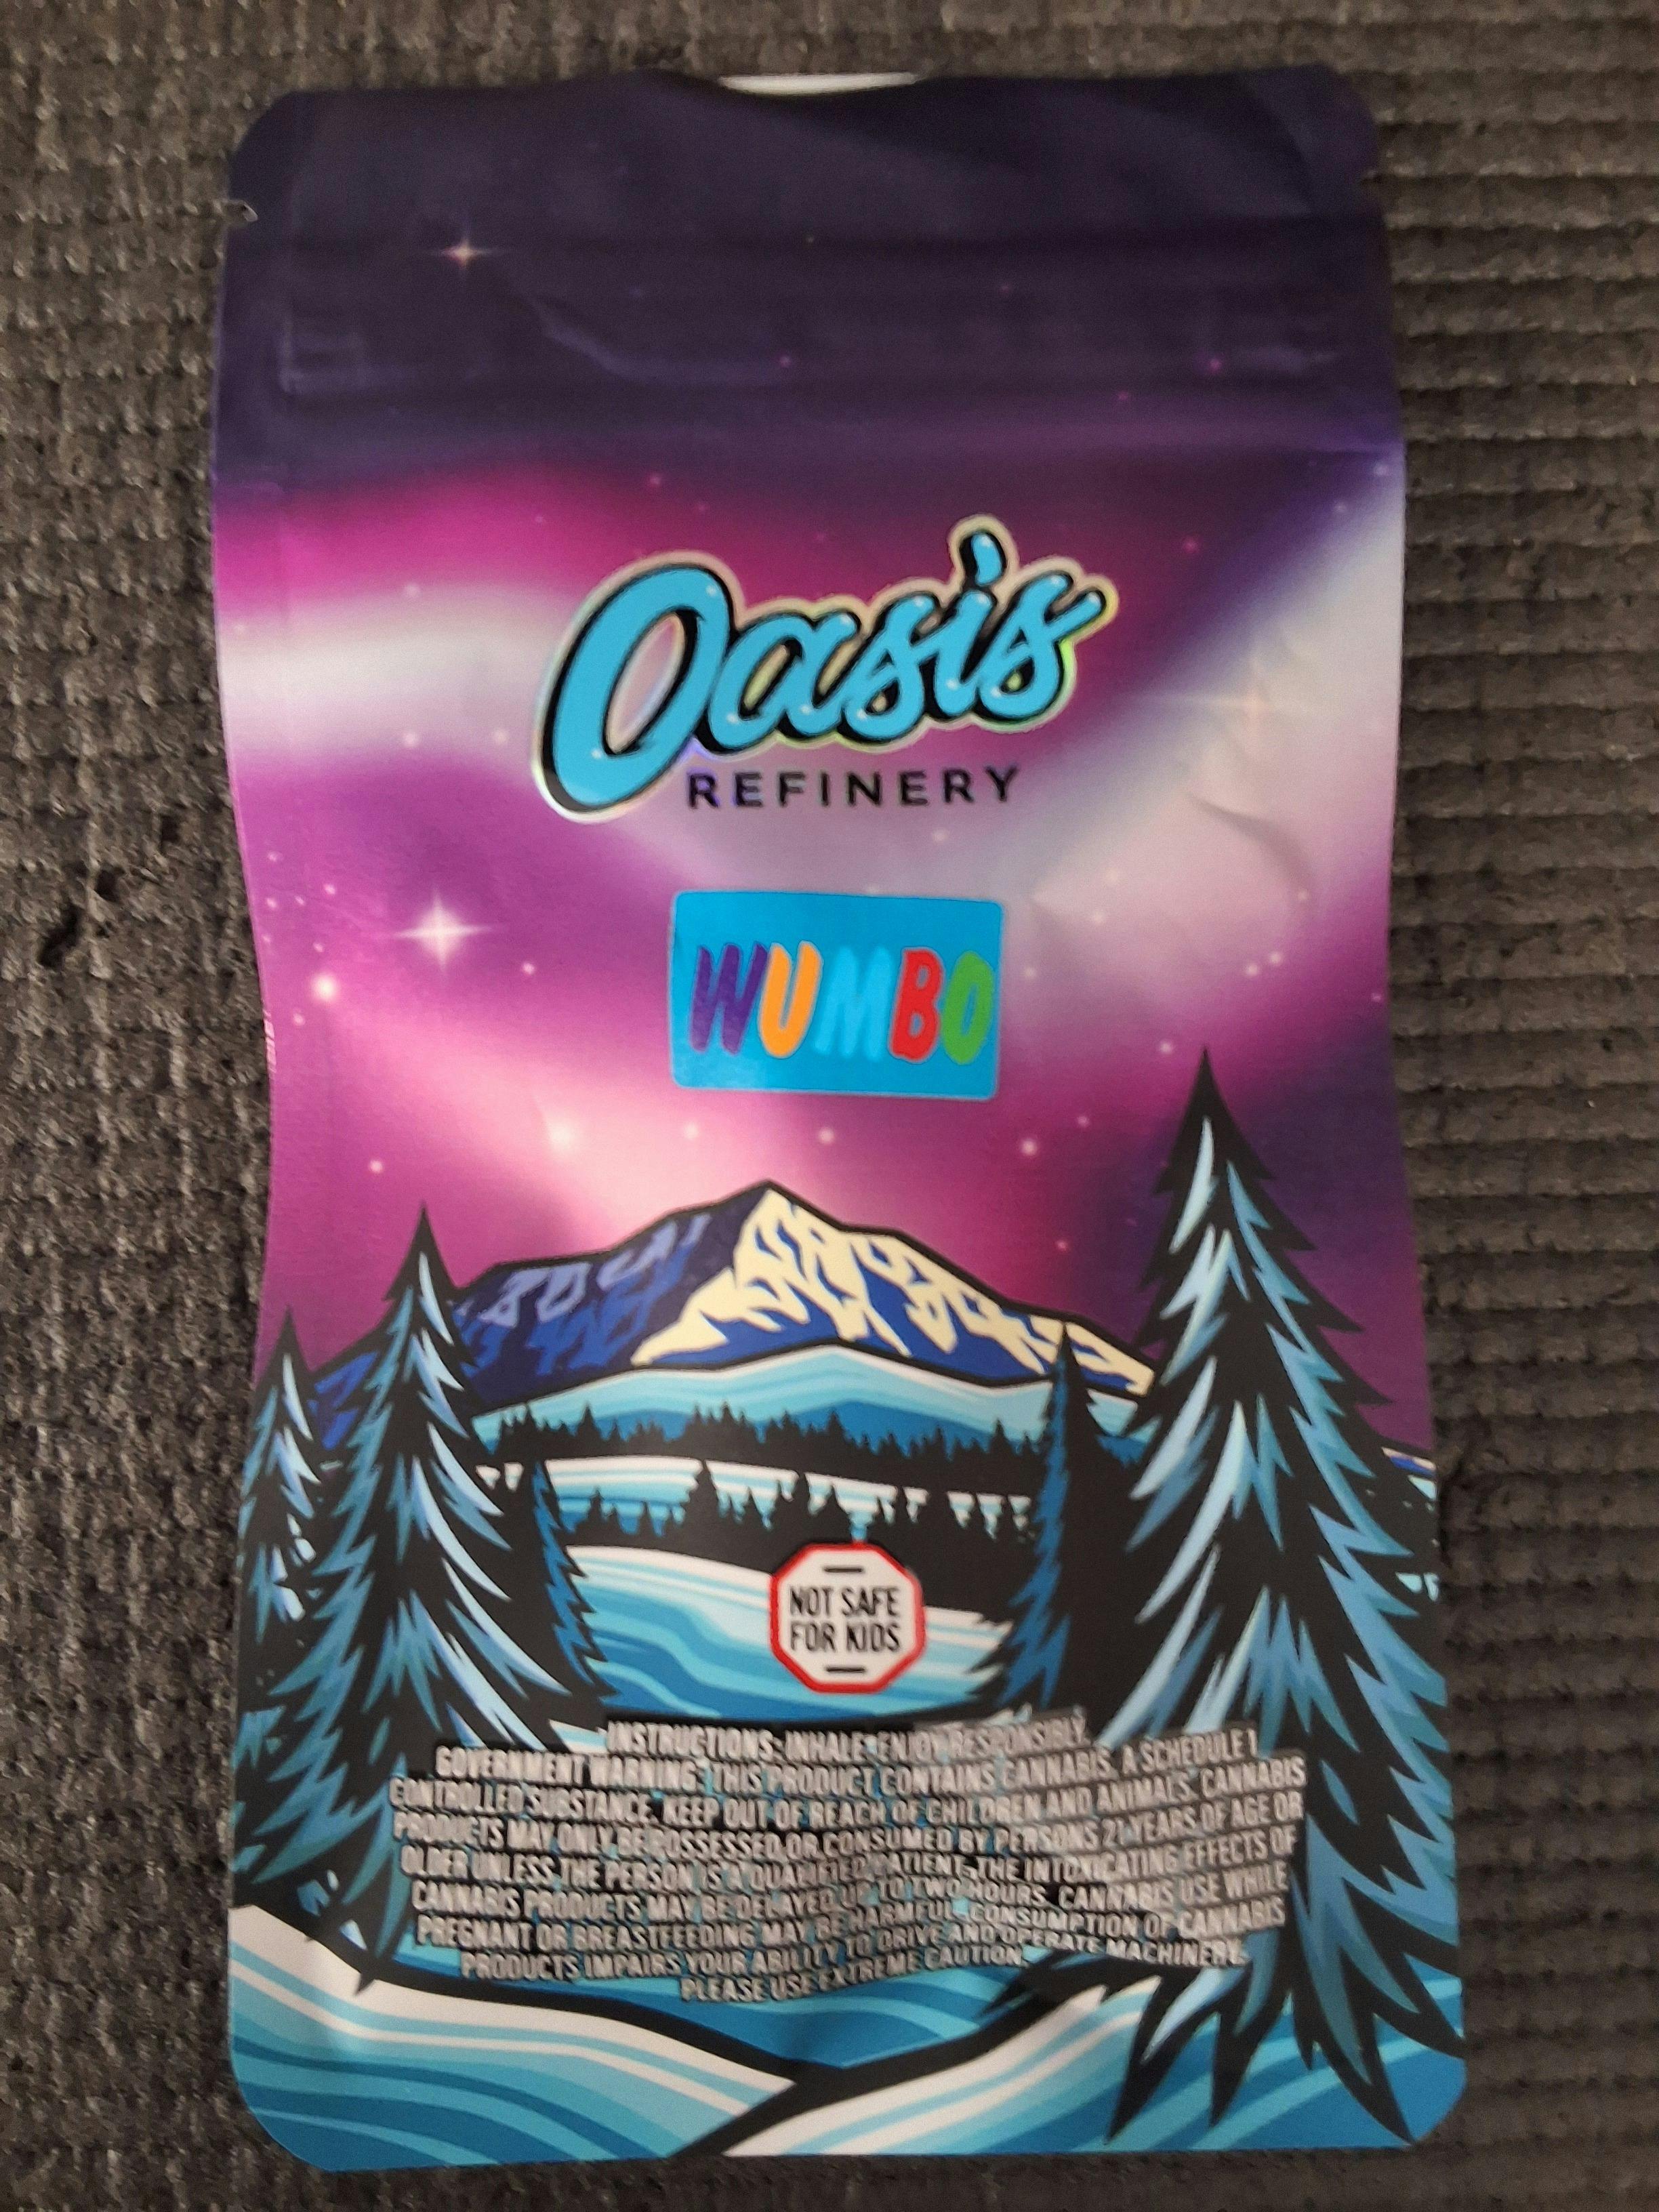 Oasis
REFINERY
WUMBO
NOT SAFE
FOR KIDS
INSTRUCTIONS: INHALE. ENJOY RESPONSIBLY.
GOVERNMENT WARNING: THIS PRODUCT CONTAINS CANNABIS, A SCHEDULE I
CONTROLLED SUBSTANCE. KEEP OUT OF REACH OF CHILDREN AND ANIMALS. CANNABIS
PRODUCTS MAY ONLY BE POSSESSED OR CONSUMED BY PERSONS 21 YEARS OF AGE OR
OLDER UNLESS THE PERSON IS A QUALIFIED PATIENT. THE INTOXICATING EFFECTS OF
CANNABIS PRODUCTS MAY BE DELAYED UP TO TWO HOURS. CANNABIS USE WHILE
PREGNANT OR BREASTFEEDING MAY BE HARMFUL. CONSUMPTION OF CANNABIS
PRODUCTS IMPAIRS YOUR ABILITY TO DRIVE AND OPERATE MACHINERY.
PLEASE USE EXTREME CAUTION.